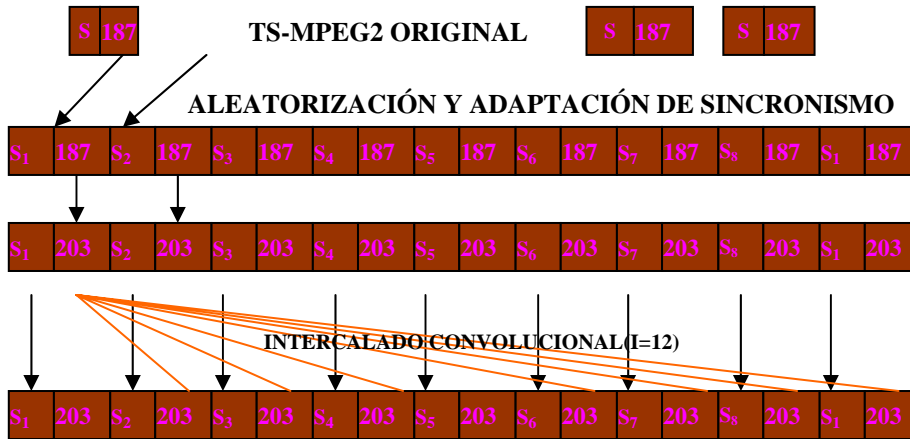 S 187 TS-MPEG2 ORIGINAL S 187 S 187
ALEATORIZACIÓN Y ADAPTACIÓN DE SINCRONISMO
S₁ 187 S₂ 187 S₃ 187 S₄ 187 S₅ 187 S₆ 187 S₇ 187 S₈ 187 S₁ 187
S₁ 203 S₂ 203 S₃ 203 S₄ 203 S₅ 203 S₆ 203 S₇ 203 S₈ 203 S₁ 203
INTERCALADO CONVOLUCIONAL(I=12)
S₁ 203 S₂ 203 S₃ 203 S₄ 203 S₅ 203 S₆ 203 S₇ 203 S₈ 203 S₁ 203